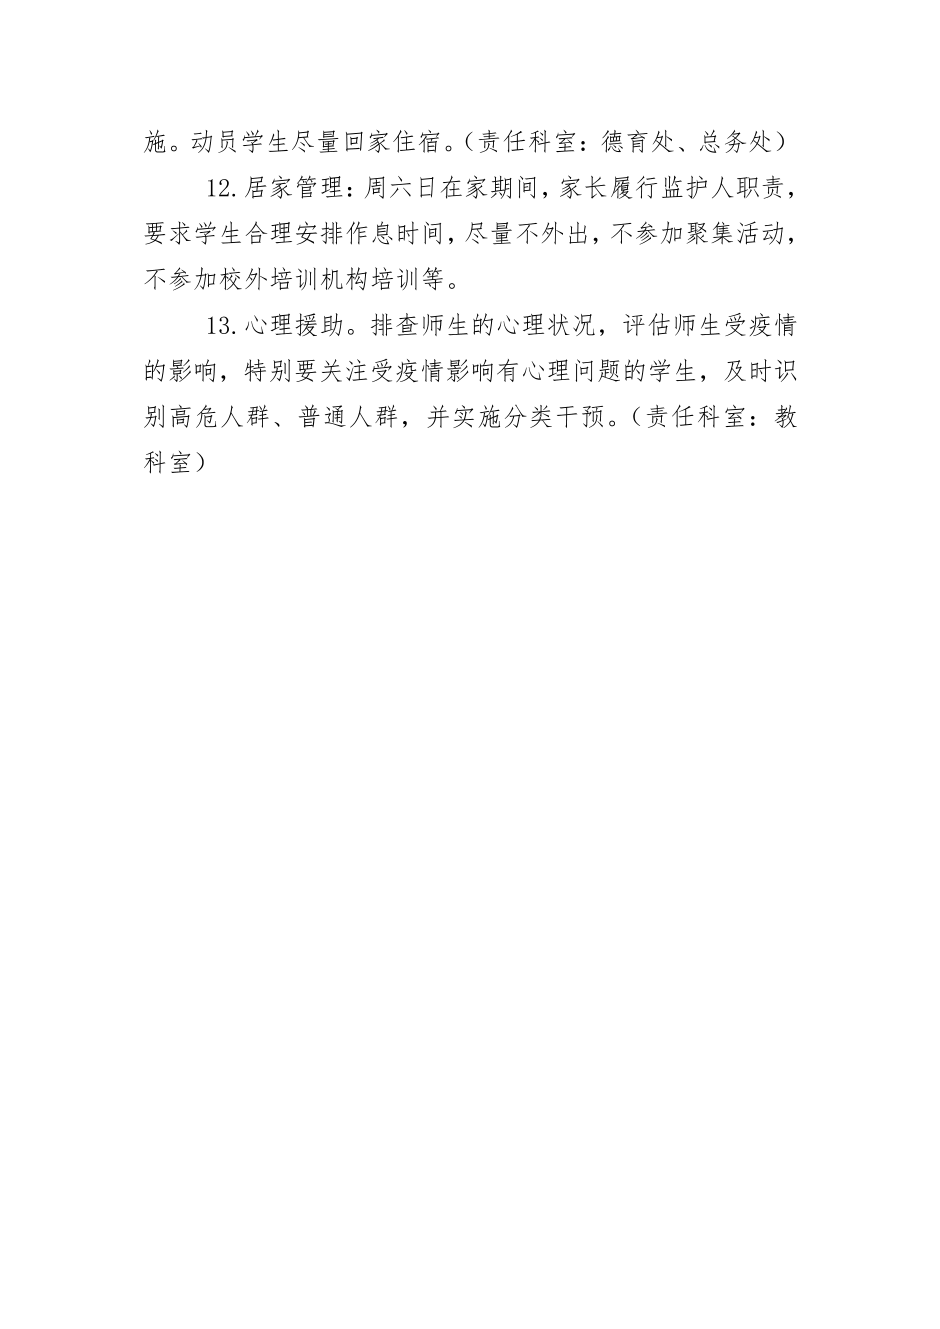 施。动员学生尽量回家住宿。（责任科室：德育处、总务处）
12.居家管理：周六日在家期间，家长履行监护人职责，
要求学生合理安排作息时间，尽量不外出，不参加聚集活动，
不参加校外培训机构培训等。
13.心理援助。排查师生的心理状况，评估师生受疫情
的影响，特别要关注受疫情影响有心理问题的学生，及时识
别高危人群、普通人群，并实施分类干预。（责任科室：教
科室）